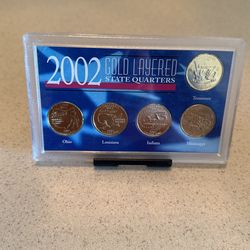 2002 GOLD LAYERED
STATE QUARTERS
Tennessee
Ohio Louisiana Indiana Mississippi